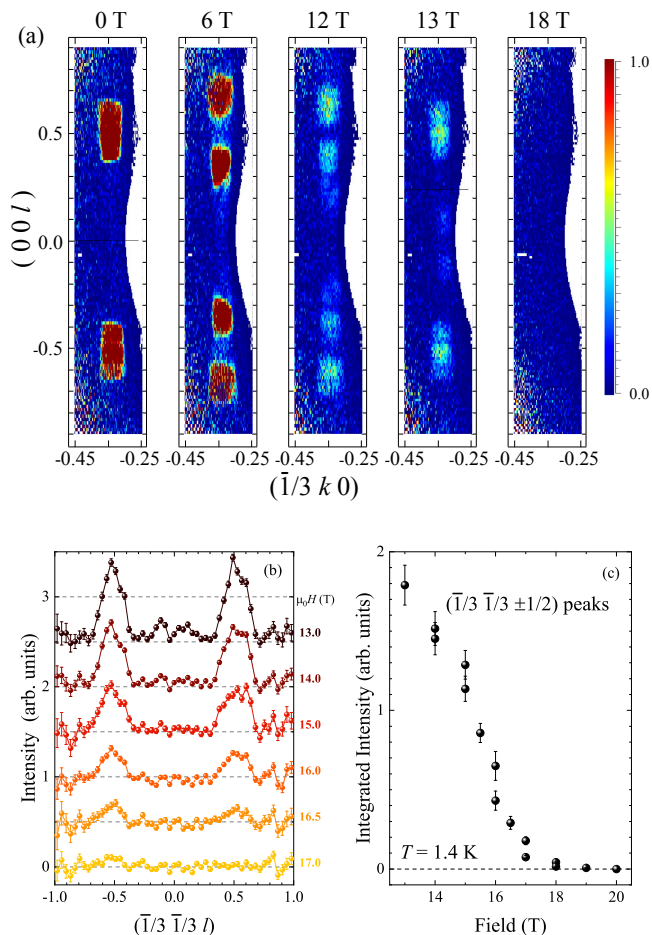 0 T 6 T 12 T 13 T 18 T
(a)
1.0
0.5
0.0
-0.5
0.0
( 0 0 l )
-0.45 -0.25 -0.45 -0.25 -0.45 -0.25 -0.45 -0.25 -0.45 -0.25
(1̅/3 k 0)
(b)
μ₀H (T)
13.0
14.0
15.0
16.0
16.5
17.0
3
2
1
0
Intensity (arb. units)
-1.0 -0.5 0.0 0.5 1.0
(1̅/3 1̅/3 l)
(c)
(1̅/3 1̅/3 ±1/2) peaks
2
1
0
T = 1.4 K
Integrated Intensity (arb. units)
14 16 18 20
Field (T)